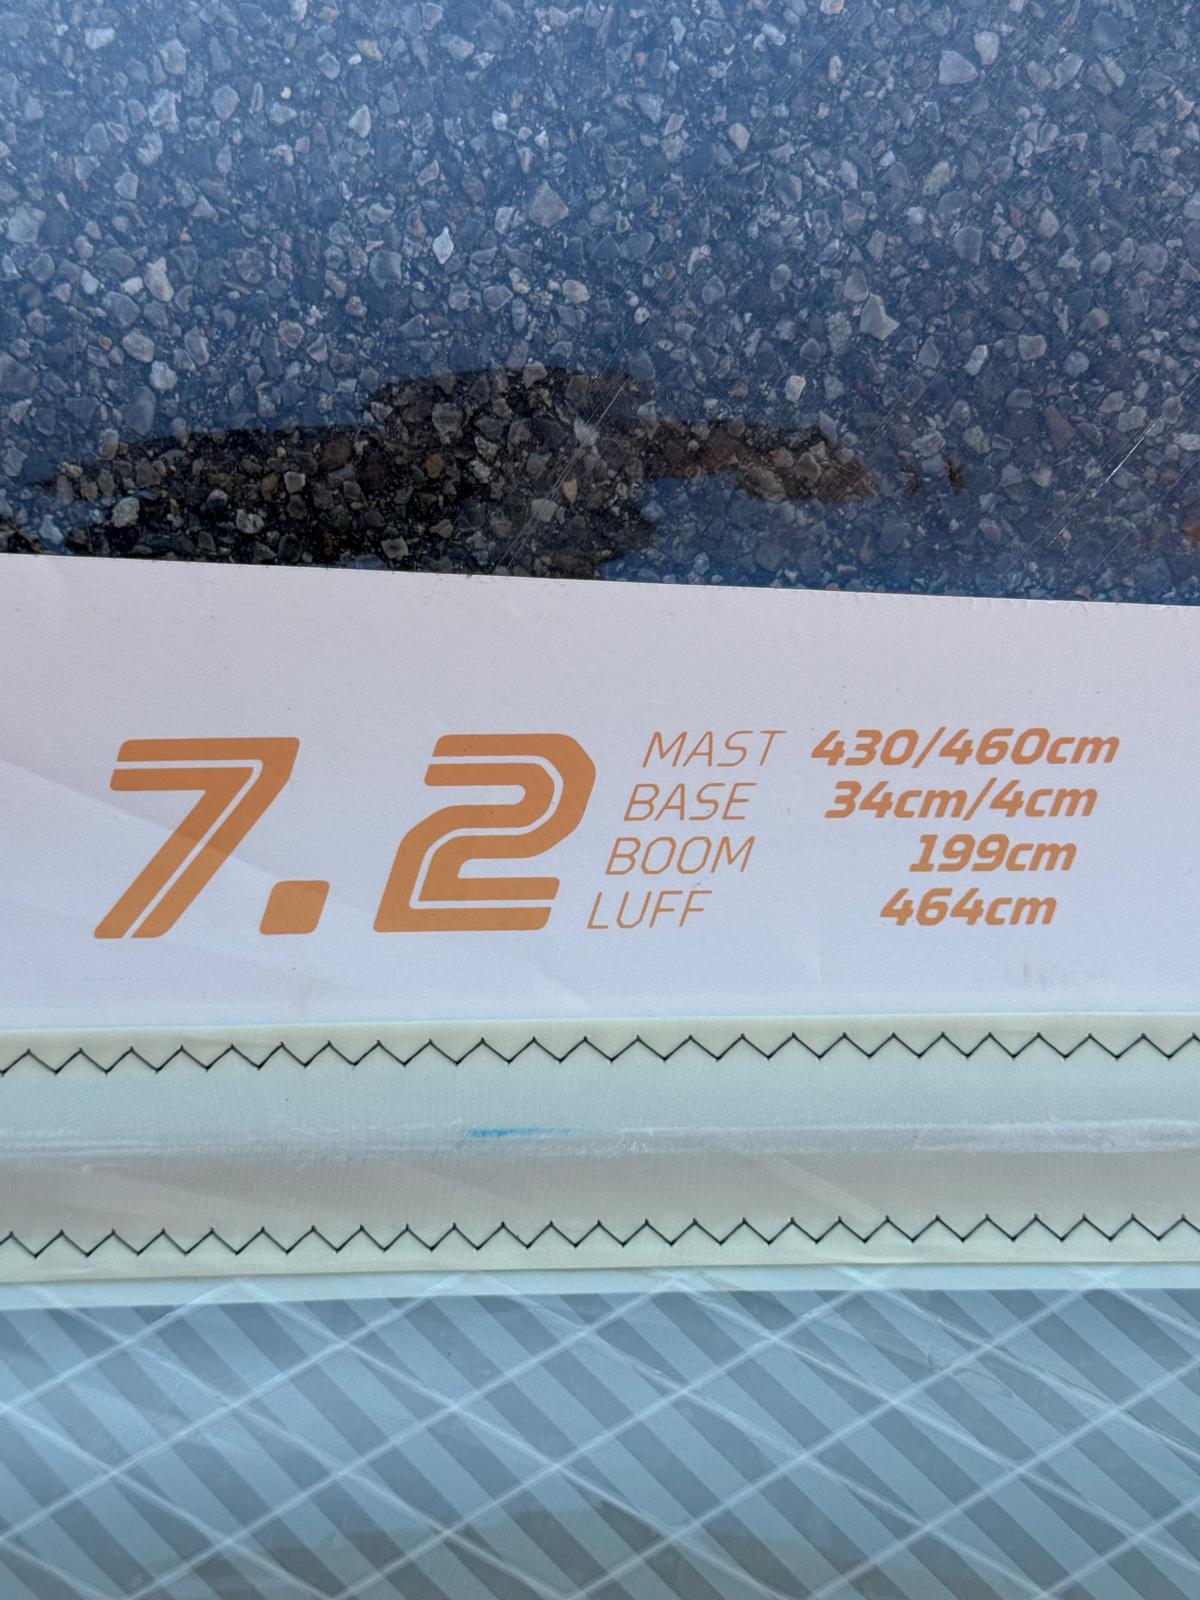 7.2
MAST 430/460cm
BASE 34cm/4cm
BOOM 199cm
LUFF 464cm